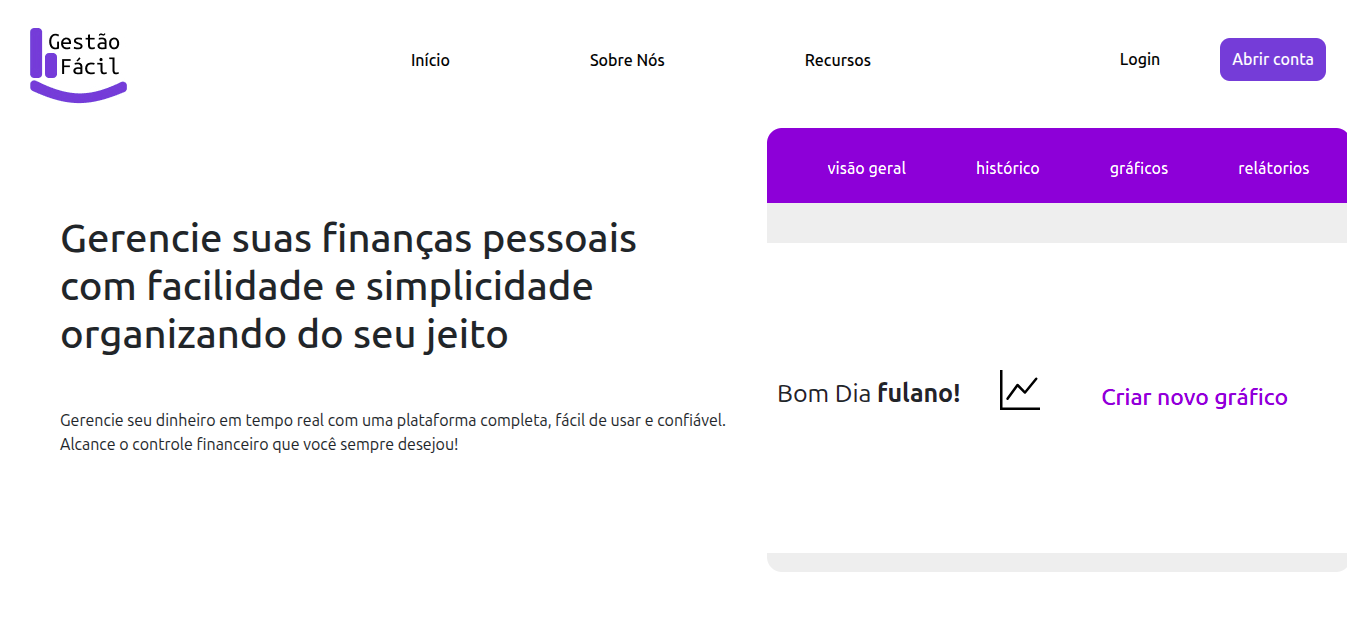 Gestão
Fácil
Início
Sobre Nós
Recursos
Login
Abrir conta
visão geral
histórico
gráficos
relátorios
Gerencie suas finanças pessoais
com facilidade e simplicidade
organizando do seu jeito
Gerencie seu dinheiro em tempo real com uma plataforma completa, fácil de usar e confiável.
Alcance o controle financeiro que você sempre desejou!
Bom Dia fulano!
Criar novo gráfico